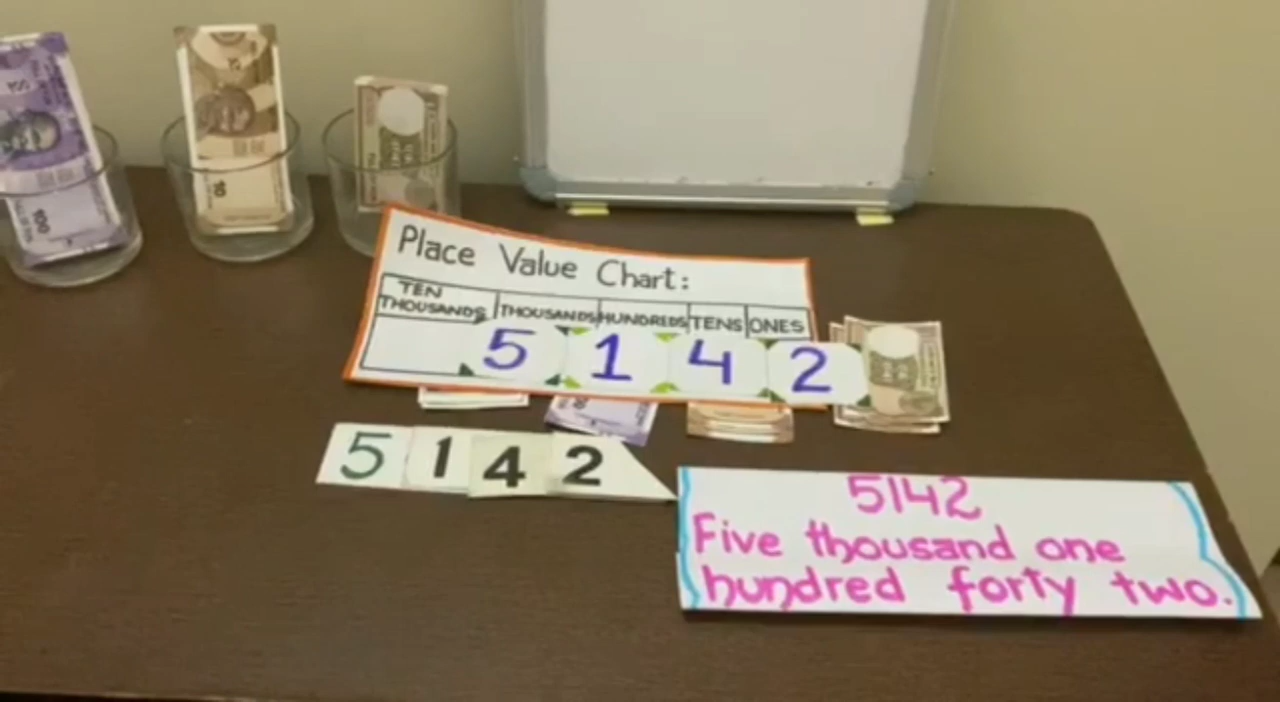 Place Value Chart:
TEN THOUSANDS THOUSANDS HUNDREDS TENS ONES
5 1 4 2
5 1 4 2
5142
Five thousand one
hundred forty two.